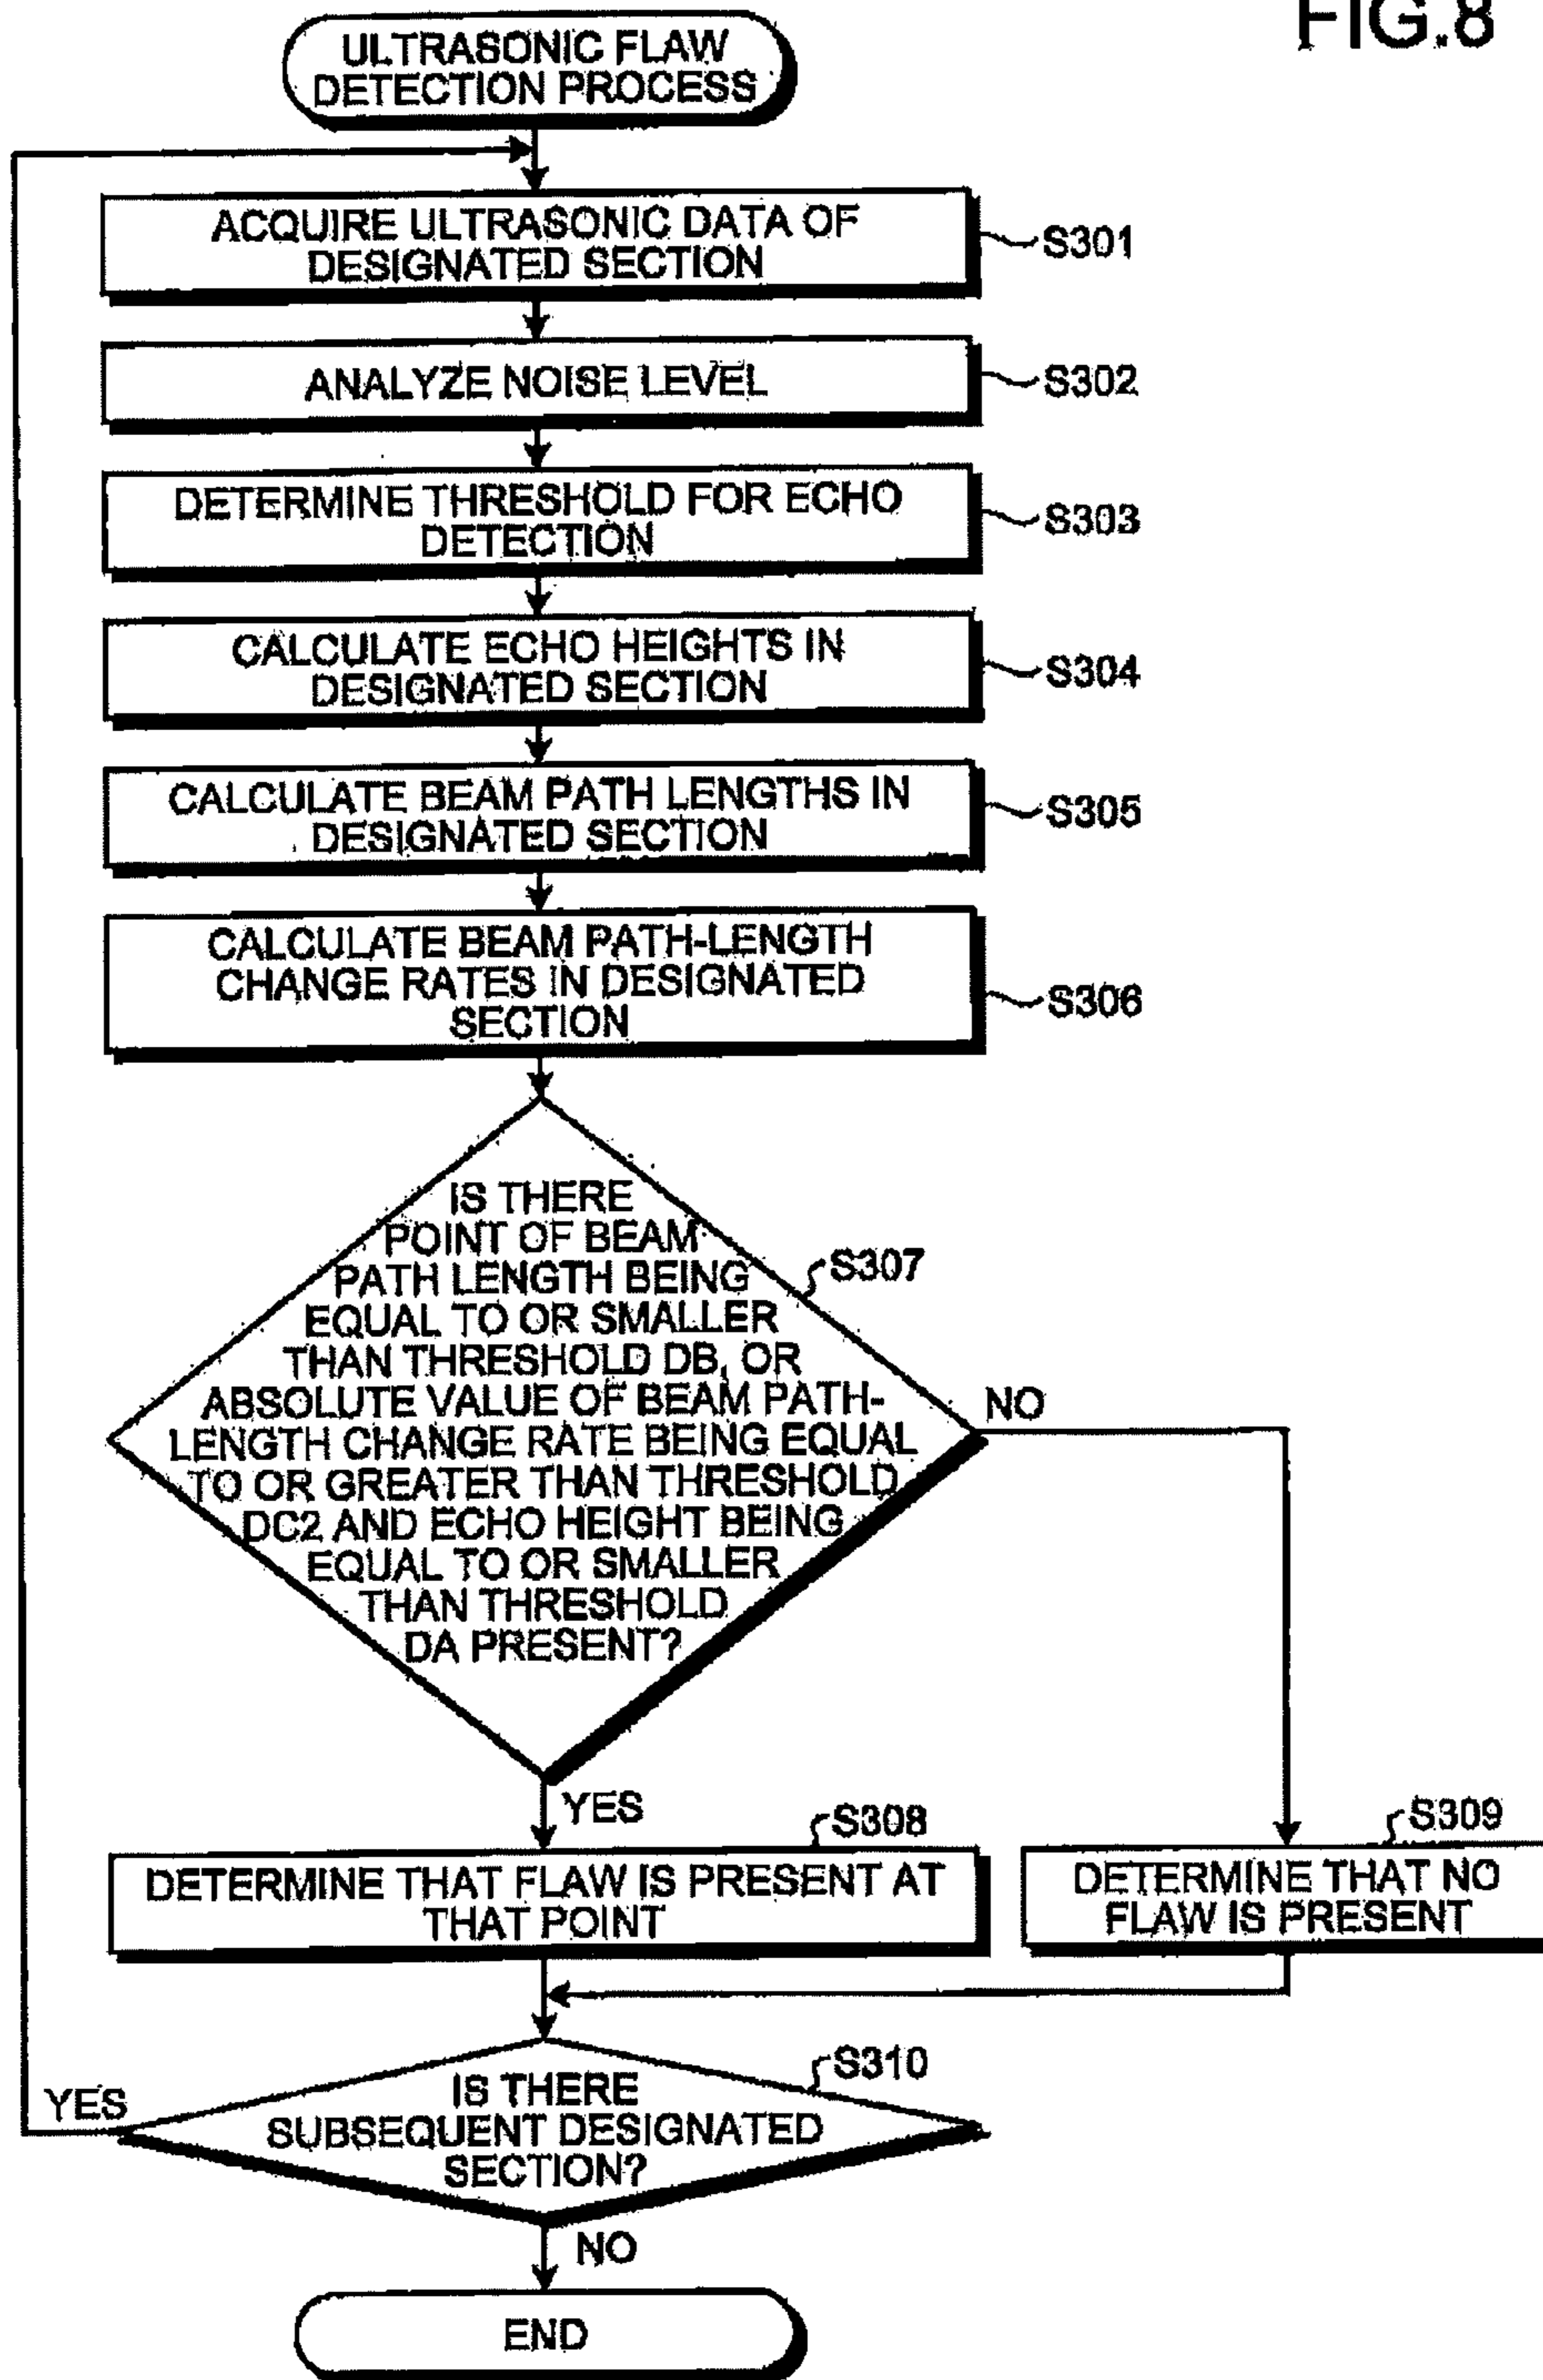 FIG.8
ULTRASONIC FLAW
DETECTION PROCESS
ACQUIRE ULTRASONIC DATA OF
DESIGNATED SECTION
S301
ANALYZE NOISE LEVEL
S302
DETERMINE THRESHOLD FOR ECHO
DETECTION
S303
CALCULATE ECHO HEIGHTS IN
DESIGNATED SECTION
S304
CALCULATE BEAM PATH LENGTHS IN
DESIGNATED SECTION
S305
CALCULATE BEAM PATH-LENGTH
CHANGE RATES IN DESIGNATED
SECTION
S306
IS THERE
POINT OF BEAM
PATH LENGTH BEING
EQUAL TO OR SMALLER
THAN THRESHOLD DB, OR
ABSOLUTE VALUE OF BEAM PATH-
LENGTH CHANGE RATE BEING EQUAL
TO OR GREATER THAN THRESHOLD
DC2 AND ECHO HEIGHT BEING
EQUAL TO OR SMALLER
THAN THRESHOLD
DA PRESENT?
S307
NO
YES
S308
DETERMINE THAT FLAW IS PRESENT AT
THAT POINT
S309
DETERMINE THAT NO
FLAW IS PRESENT
S310
IS THERE
SUBSEQUENT DESIGNATED
SECTION?
YES
NO
END